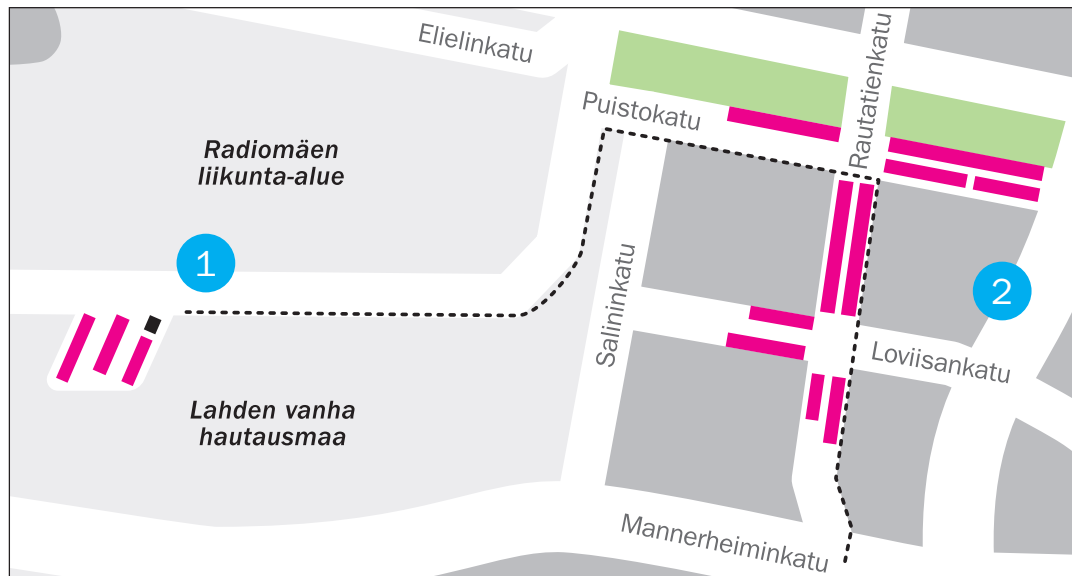 Elielinkatu
Puistokatu
Rautatienkatu
Radiomäen
liikunta-alue
1
2
Salininkatu
Loviisankatu
Lahden vanha
hautausmaa
Mannerheiminkatu